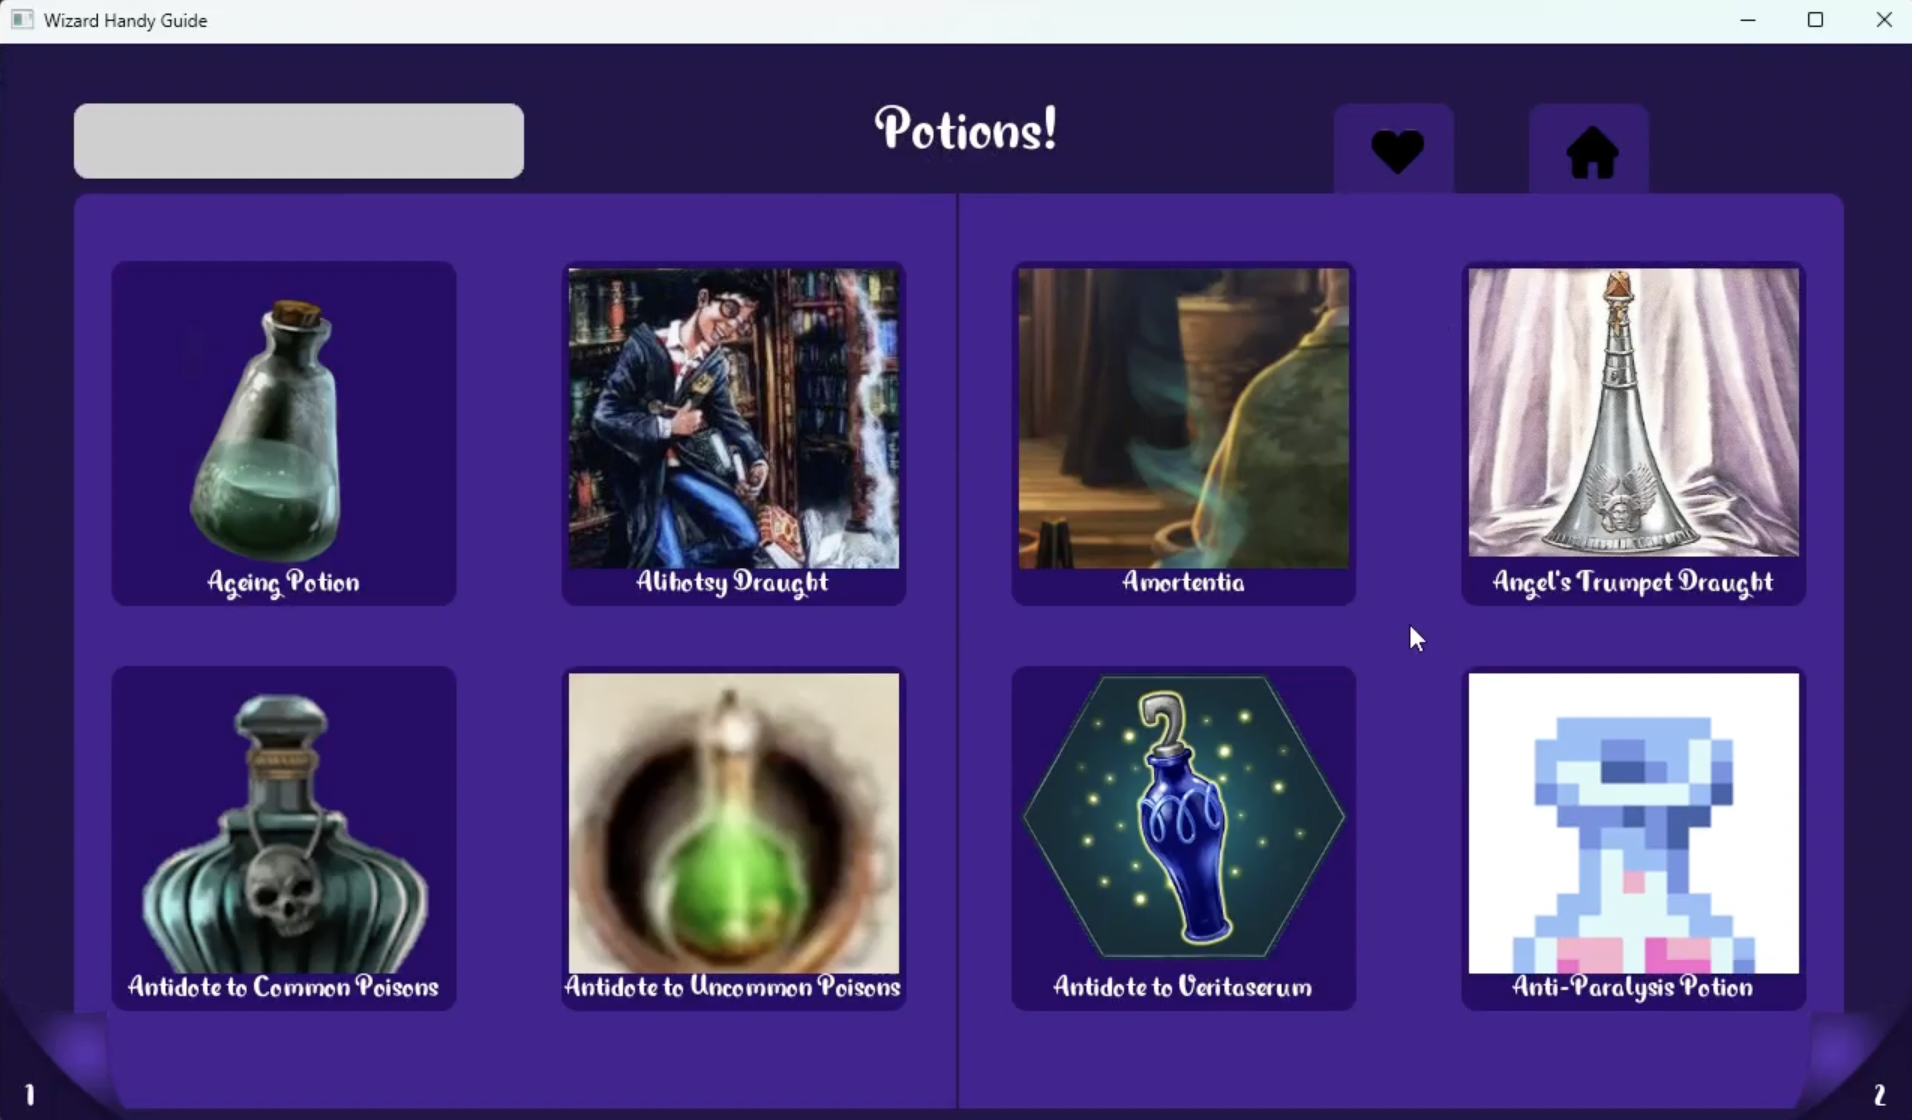 Wizard Handy Guide
Potions!
Ageing Potion
Alihotsy Draught
Amortentia
Angel's Trumpet Draught
Antidote to Common Poisons
Antidote to Uncommon Poisons
Antidote to Veritaserum
Anti-Paralysis Potion
1
2